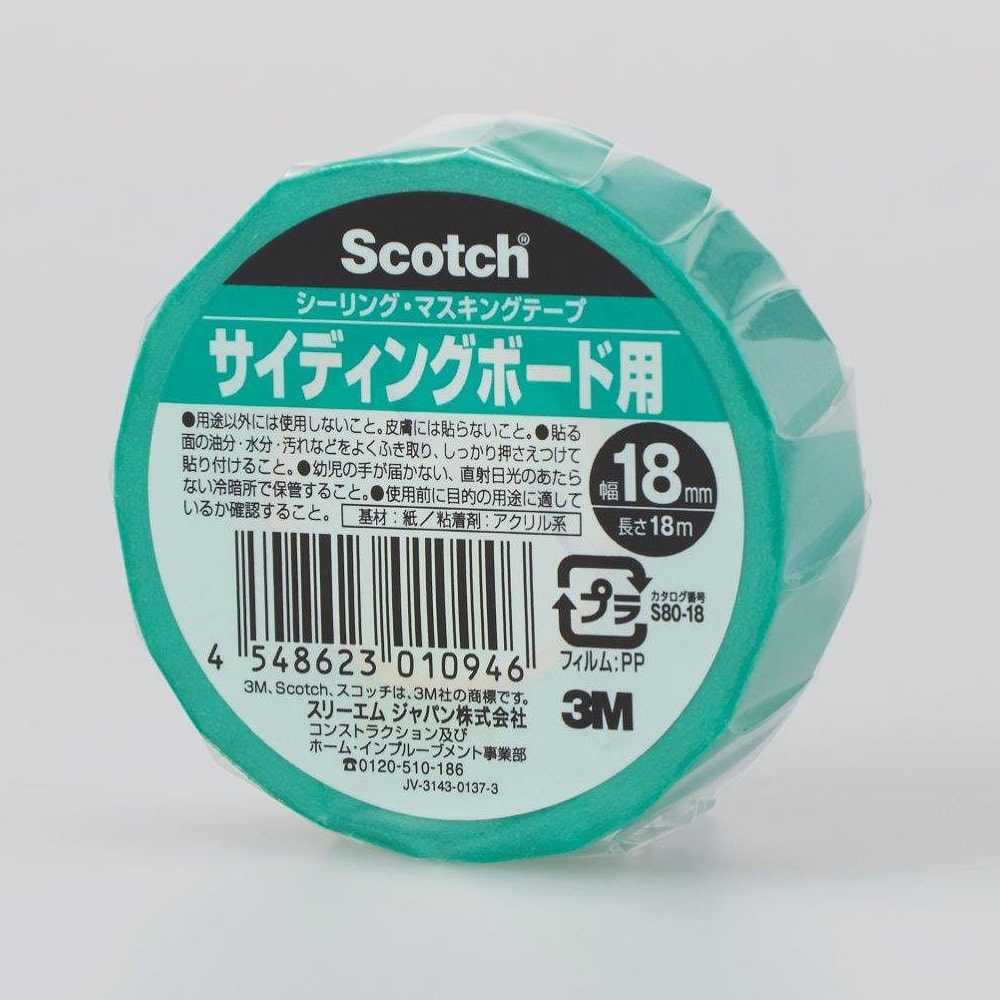 Scotch®
シーリング・マスキングテープ
サイディングボード用
●用途以外には使用しないこと。皮膚には貼らないこと。●貼る
面の油分・水分・汚れなどをよくふき取り、しっかり押さえつけて
貼り付けること。●幼児の手が届かない、直射日光のあたら
ない冷暗所で保管すること。●使用前に目的の用途に適して
いるか確認すること。
基材：紙／粘着剤：アクリル系
幅18mm
長さ18m
プラ
カタログ番号
S80-18
フィルム：PP
4 548623 010946
3M、Scotch、スコッチは、3M社の商標です。
スリーエム ジャパン株式会社
コンストラクション及び
ホーム・インプルーブメント事業部
☎0120-510-186
JV-3143-0137-3
3M